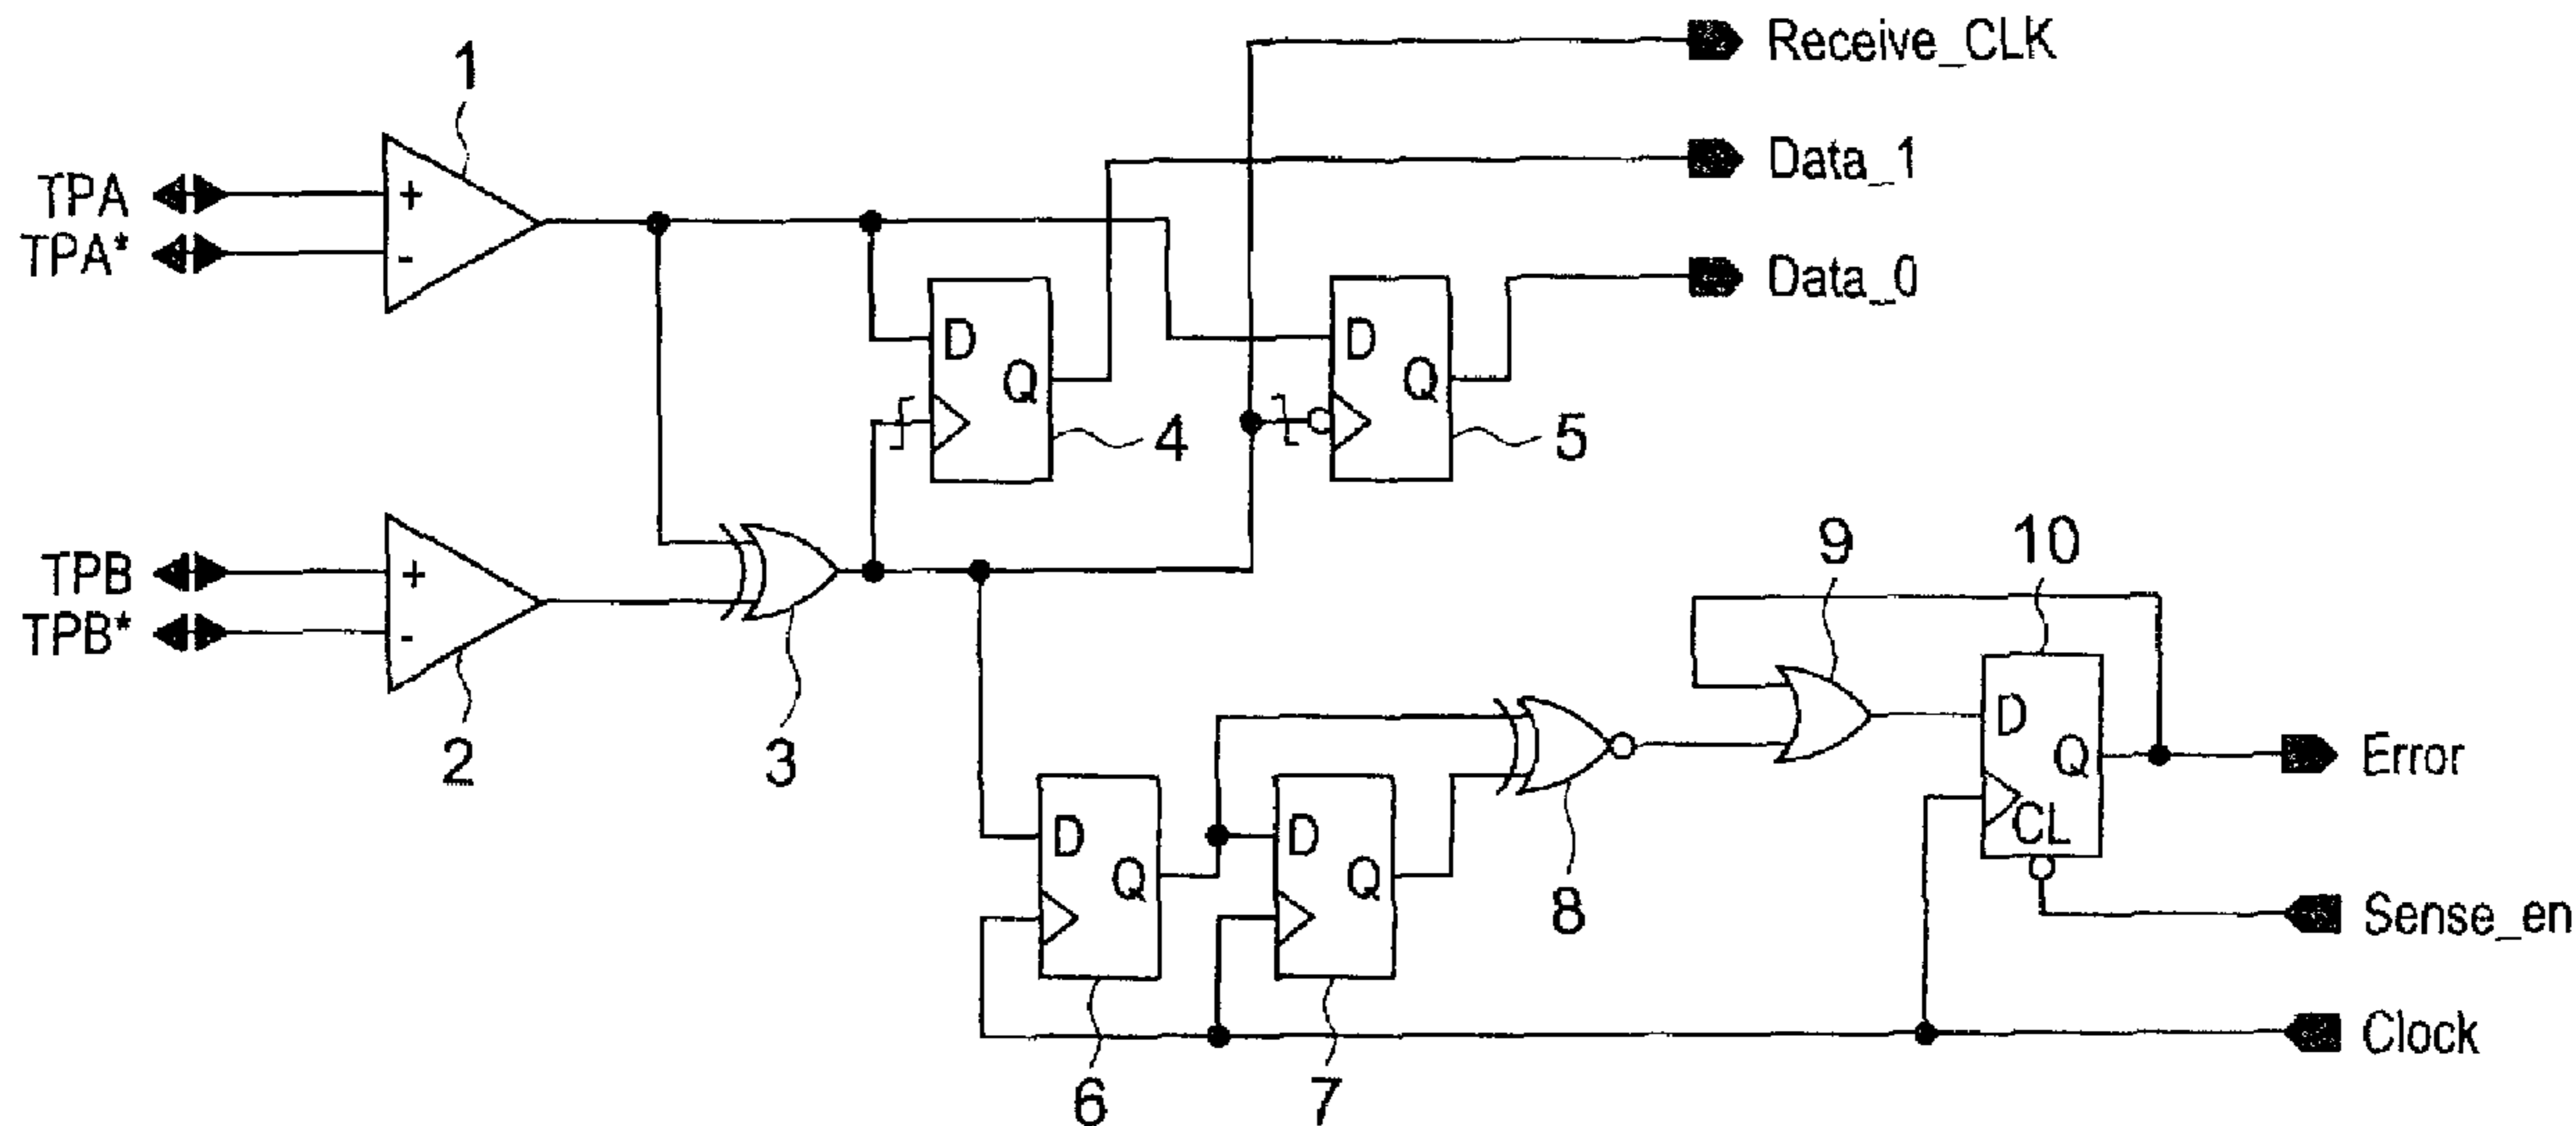 Receive_CLK
1
Data_1
TPA
+
TPA*
-
Data_0
D
Q
4
D
Q
5
TPB
+
TPB*
-
2
3
9
10
D
Q
Error
8
D
Q
D
Q
CL
Sense_en
Clock
6
7